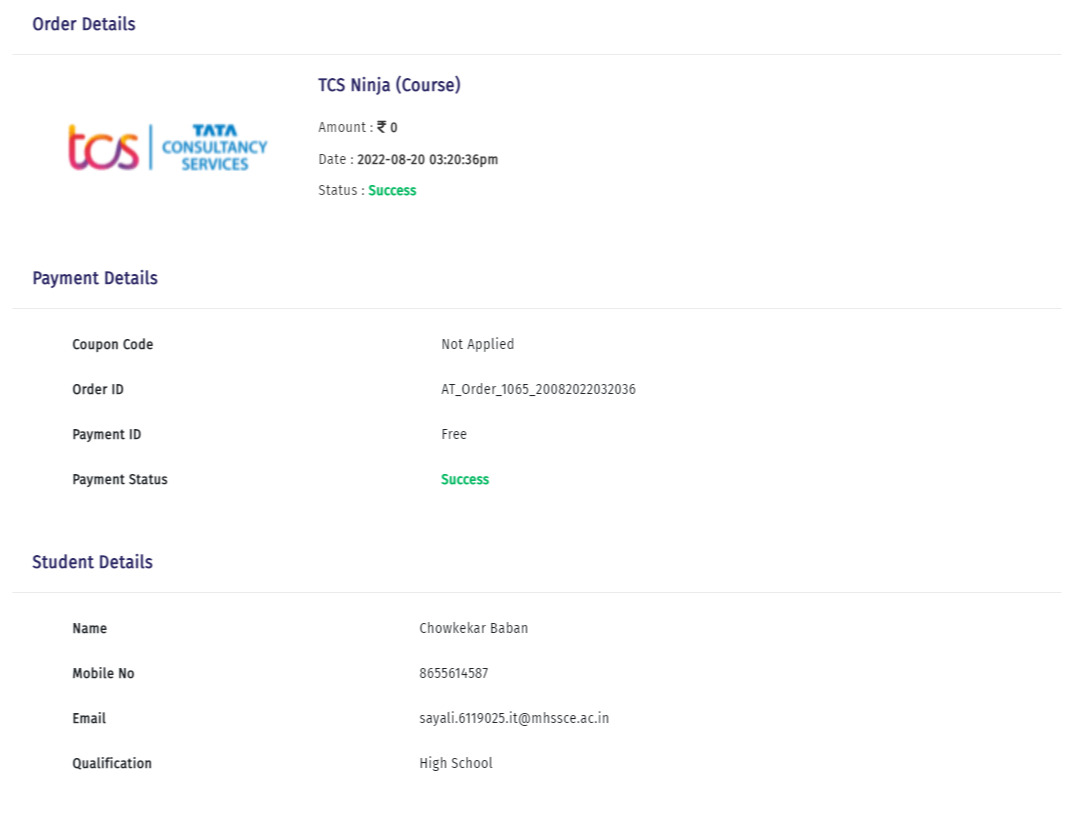 Order Details
TCS Ninja (Course)
Amount : ₹ 0
tcs | TATA
CONSULTANCY
SERVICES
Date : 2022-08-20 03:20:36pm
Status : Success
Payment Details
Coupon Code Not Applied
Order ID AT_Order_1065_20082022032036
Payment ID Free
Payment Status Success
Student Details
Name Chowkekar Baban
Mobile No 8655614587
Email sayali.6119025.it@mhssce.ac.in
Qualification High School